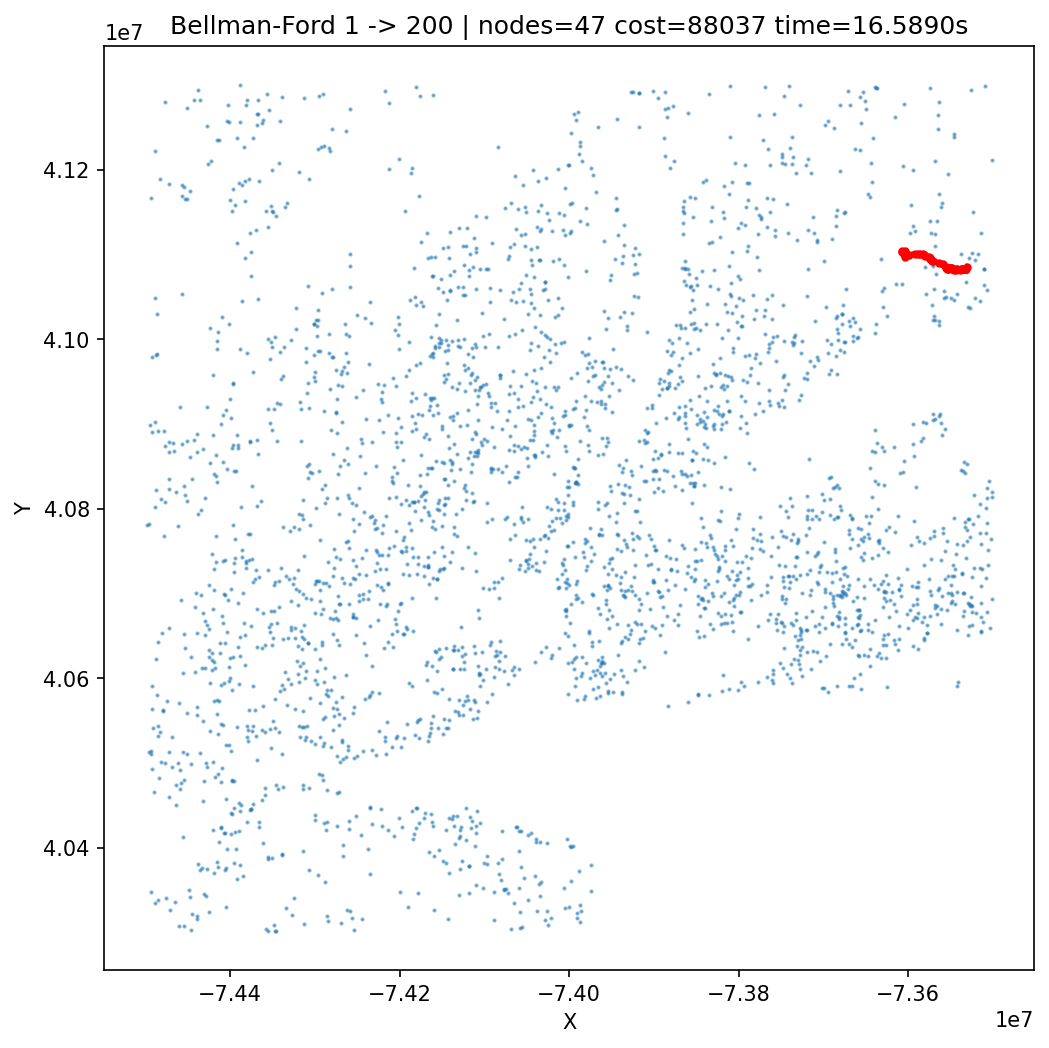 Bellman-Ford 1 -> 200 | nodes=47 cost=88037 time=16.5890s
1e7
4.12
4.10
4.08
4.06
4.04
Y
−7.44 −7.42 −7.40 −7.38 −7.36
X
1e7